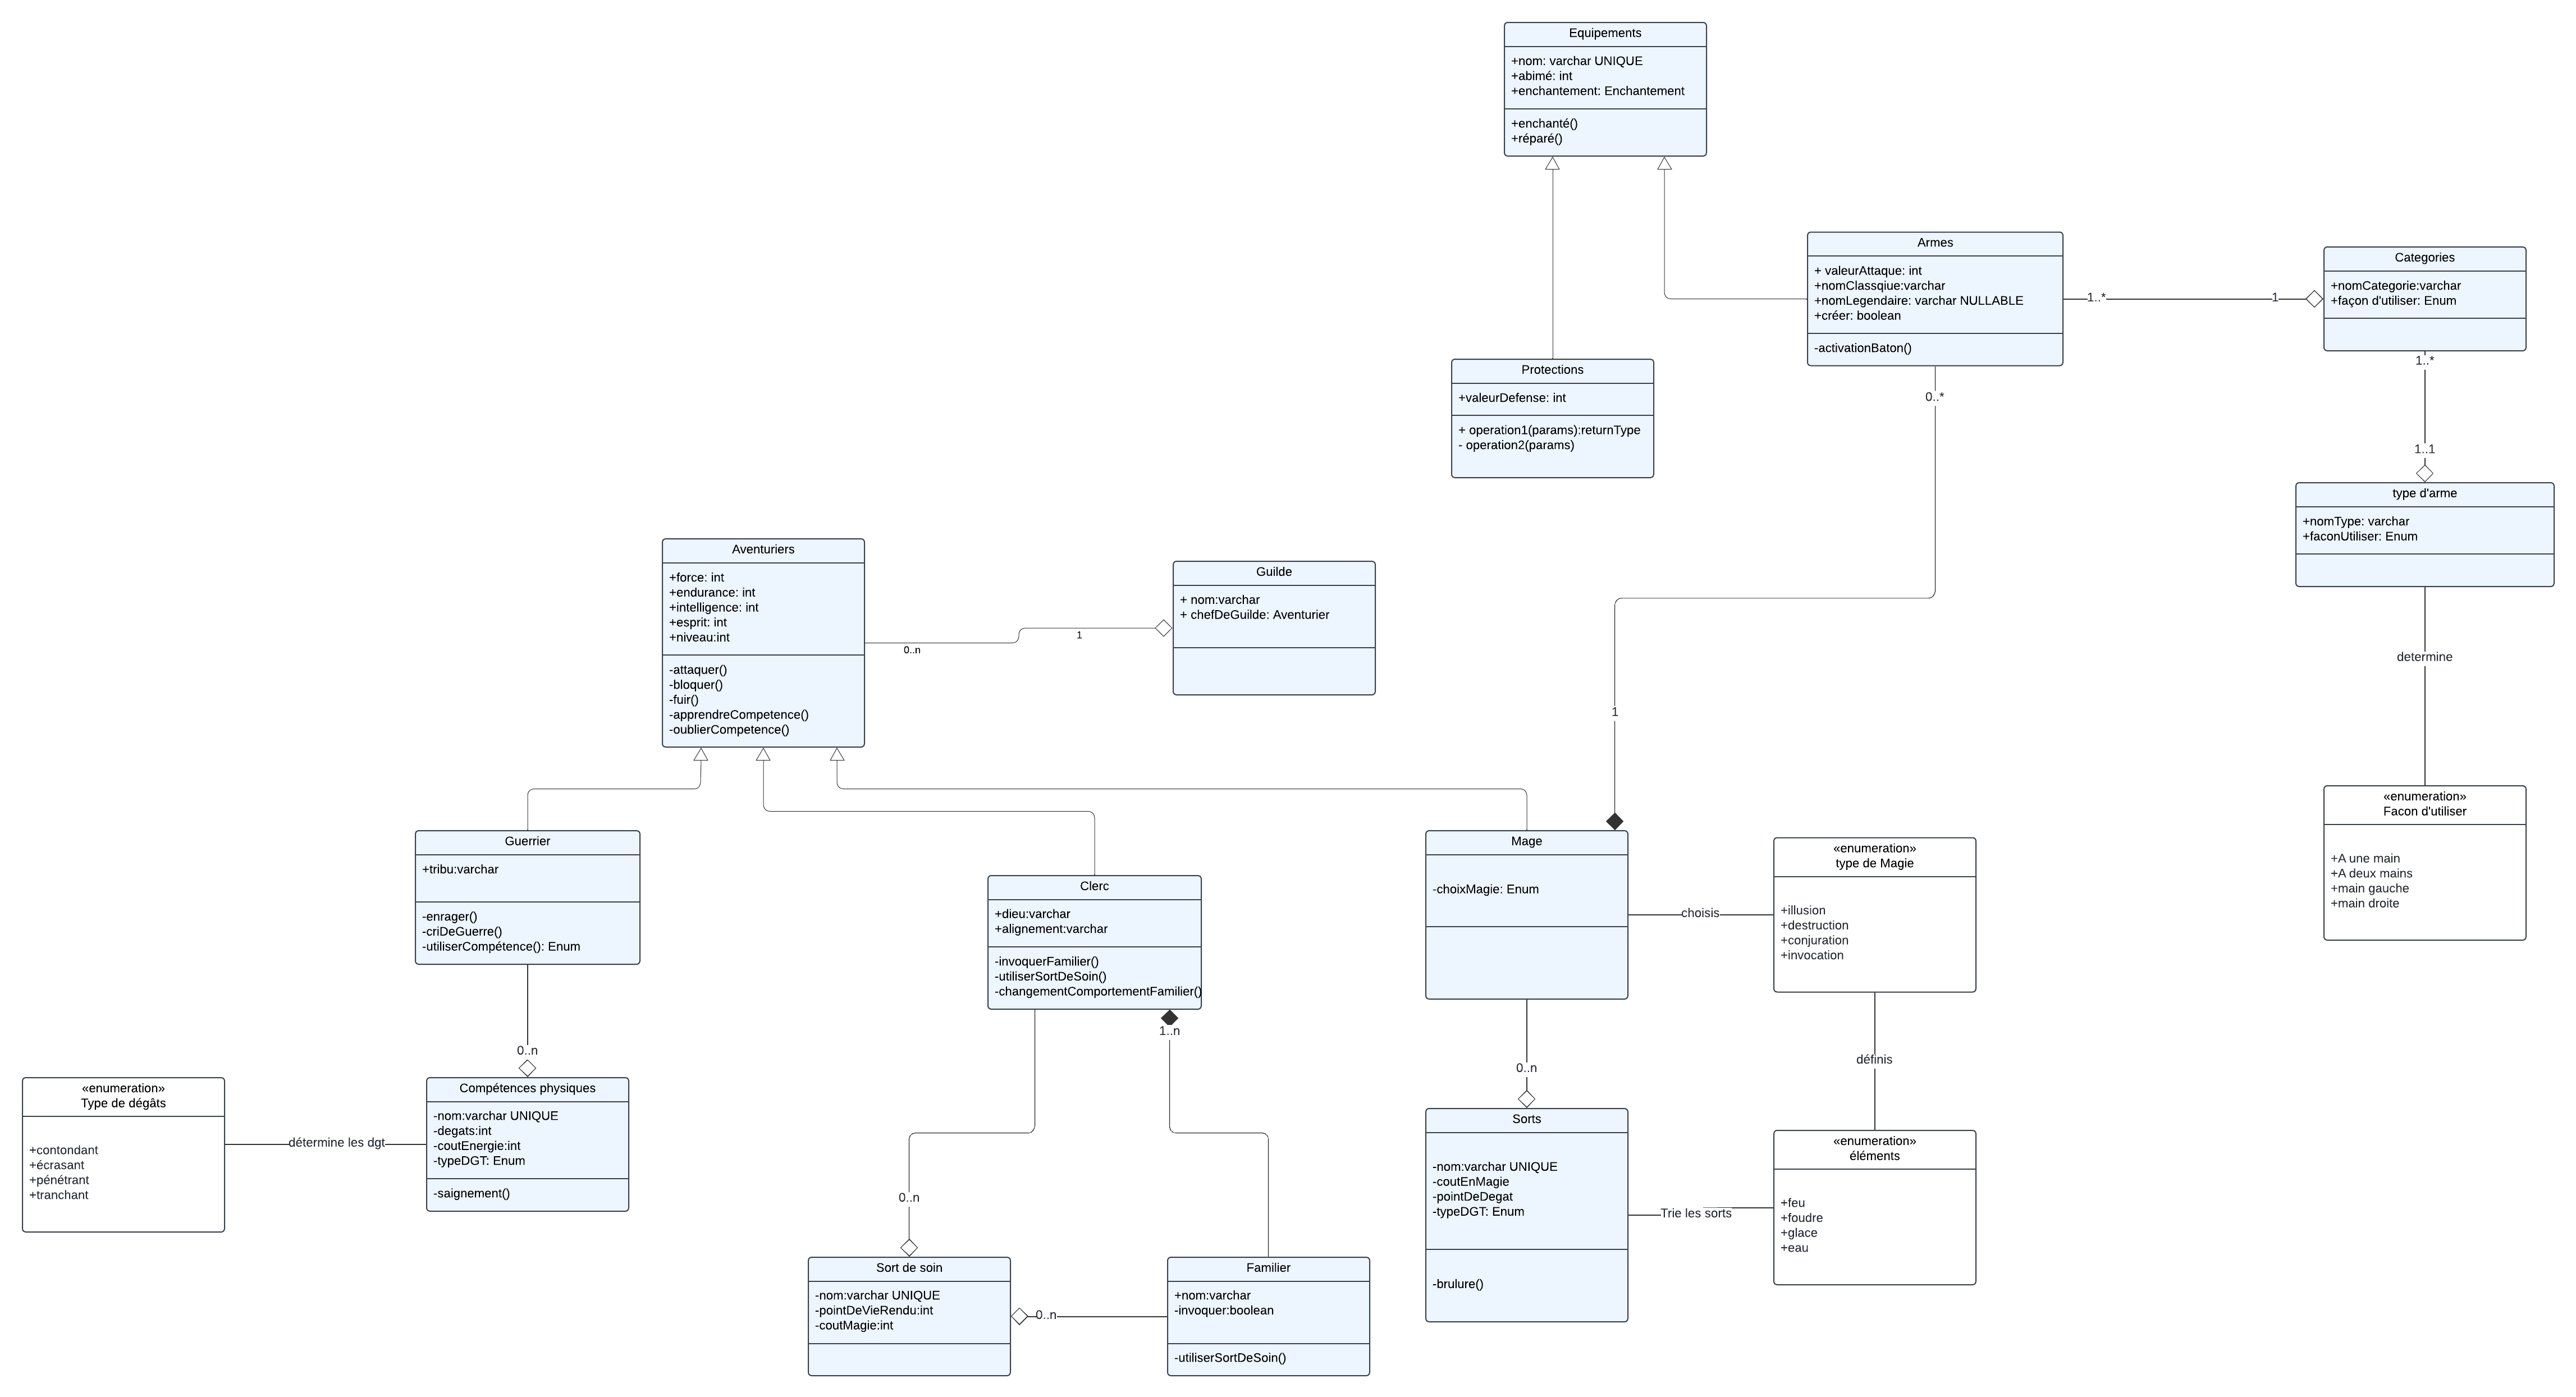 Equipements
+nom: varchar UNIQUE
+abimé: int
+enchantement: Enchantement
+enchanté()
+réparé()
Armes
+ valeurAttaque: int
+nomClassqiue:varchar
+nomLegendaire: varchar NULLABLE
+créer: boolean
-activationBaton()
1..*
1
Categories
+nomCategorie:varchar
+façon d'utiliser: Enum
1..*
1..1
Protections
+valeurDefense: int
+ operation1(params):returnType
- operation2(params)
0..*
1
type d'arme
+nomType: varchar
+faconUtiliser: Enum
determine
«enumeration»
Facon d'utiliser
+A une main
+A deux mains
+main gauche
+main droite
Aventuriers
+force: int
+endurance: int
+intelligence: int
+esprit: int
+niveau:int
-attaquer()
-bloquer()
-fuir()
-apprendreCompetence()
-oublierCompetence()
0..n
1
Guilde
+ nom:varchar
+ chefDeGuilde: Aventurier
Guerrier
+tribu:varchar
-enrager()
-criDeGuerre()
-utiliserCompétence(): Enum
0..n
Clerc
+dieu:varchar
+alignement:varchar
-invoquerFamilier()
-utiliserSortDeSoin()
-changementComportementFamilier()
1..n
0..n
Mage
-choixMagie: Enum
choisis
«enumeration»
type de Magie
+illusion
+destruction
+conjuration
+invocation
définis
0..n
«enumeration»
Type de dégâts
+contondant
+écrasant
+pénétrant
+tranchant
détermine les dgt
Compétences physiques
-nom:varchar UNIQUE
-degats:int
-coutEnergie:int
-typeDGT: Enum
-saignement()
Sorts
-nom:varchar UNIQUE
-coutEnMagie
-pointDeDegat
-typeDGT: Enum
-brulure()
Trie les sorts
«enumeration»
éléments
+feu
+foudre
+glace
+eau
Sort de soin
-nom:varchar UNIQUE
-pointDeVieRendu:int
-coutMagie:int
0..n
Familier
+nom:varchar
-invoquer:boolean
-utiliserSortDeSoin()